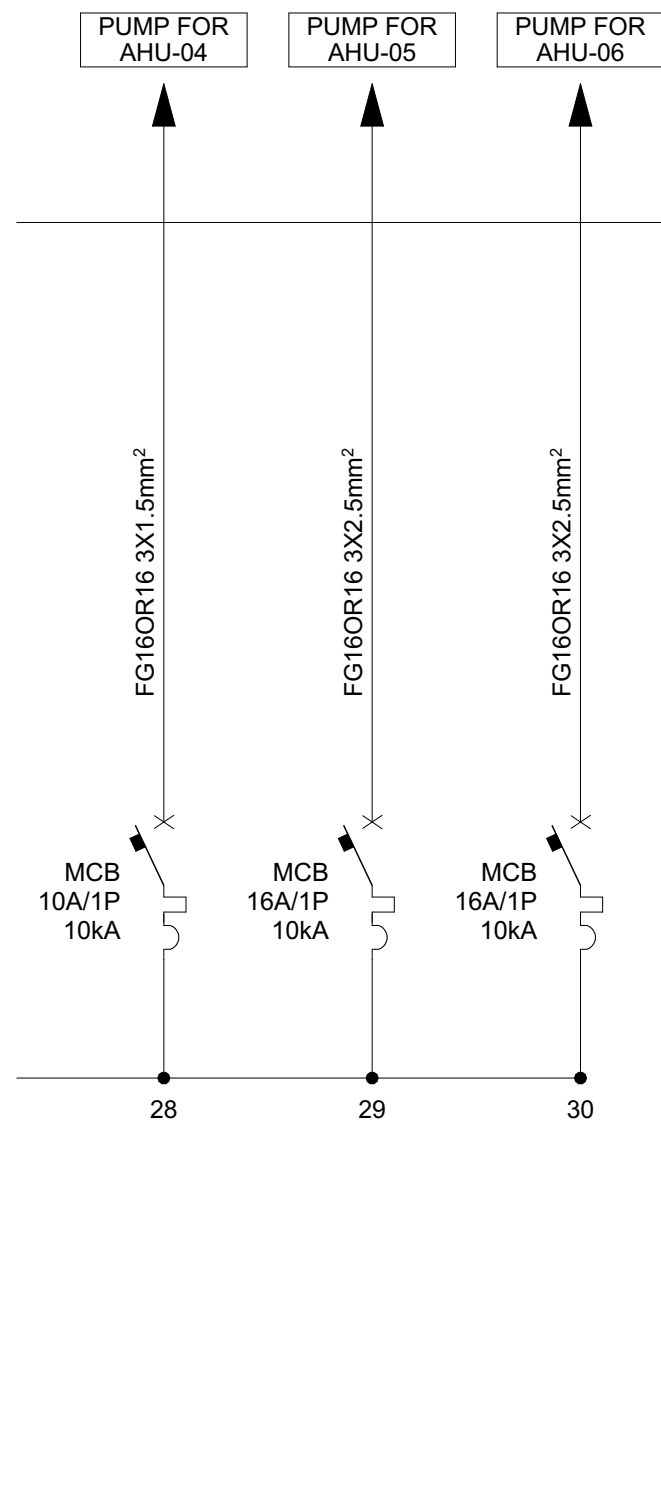 PUMP FOR
AHU-04
PUMP FOR
AHU-05
PUMP FOR
AHU-06
FG16OR16 3X1.5mm²
FG16OR16 3X2.5mm²
FG16OR16 3X2.5mm²
MCB
10A/1P
10kA
MCB
16A/1P
10kA
MCB
16A/1P
10kA
28
29
30